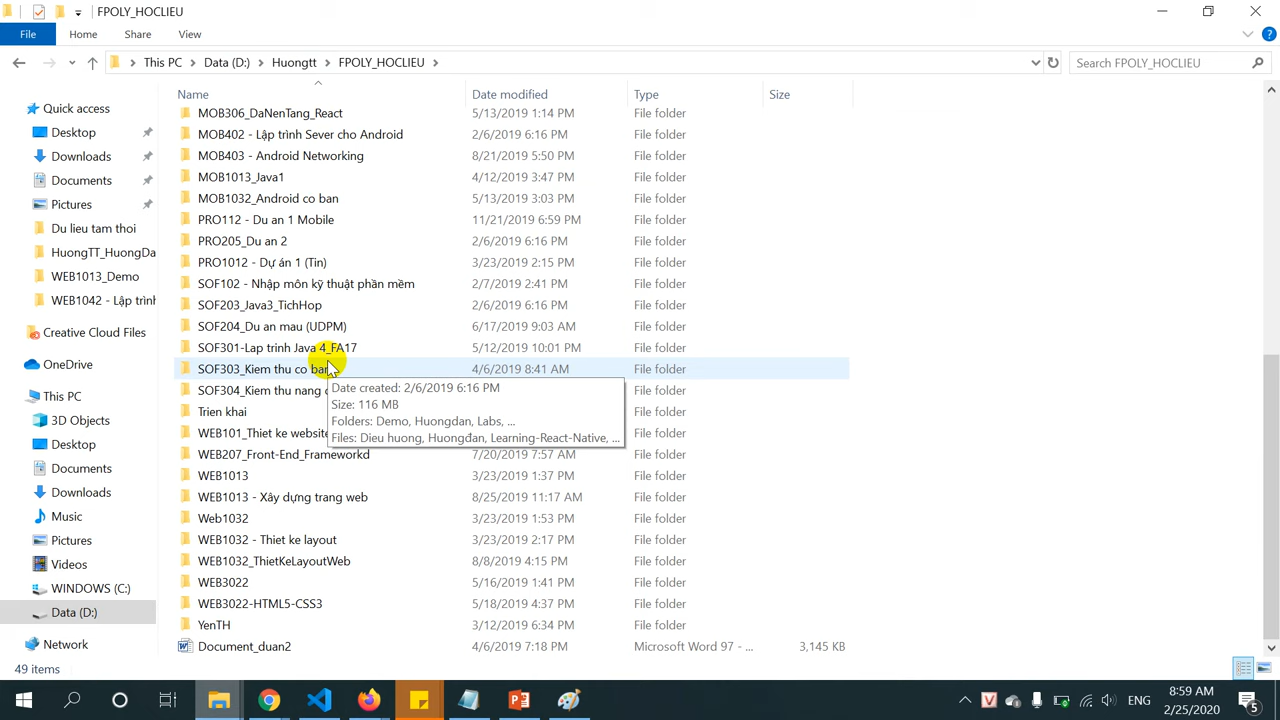 FPOLY_HOCLIEU
File Home Share View
This PC Data (D:) Huongtt FPOLY_HOCLIEU Search FPOLY_HOCLIEU
Quick access
Desktop
Downloads
Documents
Pictures
Du lieu tam thoi
HuongTT_HuongDa
WEB1013_Demo
WEB1042 - Lập trìn
Creative Cloud Files
OneDrive
This PC
3D Objects
Desktop
Documents
Downloads
Music
Pictures
Videos
WINDOWS (C:)
Data (D:)
Network
Name Date modified Type Size
MOB306_DaNenTang_React 5/13/2019 1:14 PM File folder
MOB402 - Lập trình Sever cho Android 2/6/2019 6:16 PM File folder
MOB403 - Android Networking 8/21/2019 5:50 PM File folder
MOB1013_Java1 4/12/2019 3:47 PM File folder
MOB1032_Android co ban 5/13/2019 3:03 PM File folder
PRO112 - Du an 1 Mobile 11/21/2019 6:59 PM File folder
PRO205_Du an 2 2/6/2019 6:16 PM File folder
PRO1012 - Dự án 1 (Tin) 3/23/2019 2:15 PM File folder
SOF102 - Nhập môn kỹ thuật phần mềm 2/7/2019 2:41 PM File folder
SOF203_Java3_TichHop 2/6/2019 6:16 PM File folder
SOF204_Du an mau (UDPM) 6/17/2019 9:03 AM File folder
SOF301-Lap trinh Java 4_FA17 5/12/2019 10:01 PM File folder
SOF303_Kiem thu co ban 4/6/2019 8:41 AM File folder
SOF304_Kiem thu nang File folder
Date created: 2/6/2019 6:16 PM
Size: 116 MB
Folders: Demo, Huongdan, Labs, ...
Files: Dieu huong, Huongđan, Learning-React-Native, ...
Trien khai File folder
WEB101_Thiet ke website File folder
WEB207_Front-End_Frameworkd 7/20/2019 7:57 AM File folder
WEB1013 3/23/2019 1:37 PM File folder
WEB1013 - Xây dựng trang web 8/25/2019 11:17 AM File folder
Web1032 3/23/2019 1:53 PM File folder
WEB1032 - Thiet ke layout 3/23/2019 2:17 PM File folder
WEB1032_ThietKeLayoutWeb 8/8/2019 4:15 PM File folder
WEB3022 5/16/2019 1:41 PM File folder
WEB3022-HTML5-CSS3 5/18/2019 4:37 PM File folder
YenTH 3/12/2019 6:34 PM File folder
Document_duan2 4/6/2019 7:18 PM Microsoft Word 97 - ... 3,145 KB
49 items
ENG 8:59 AM
2/25/2020 5